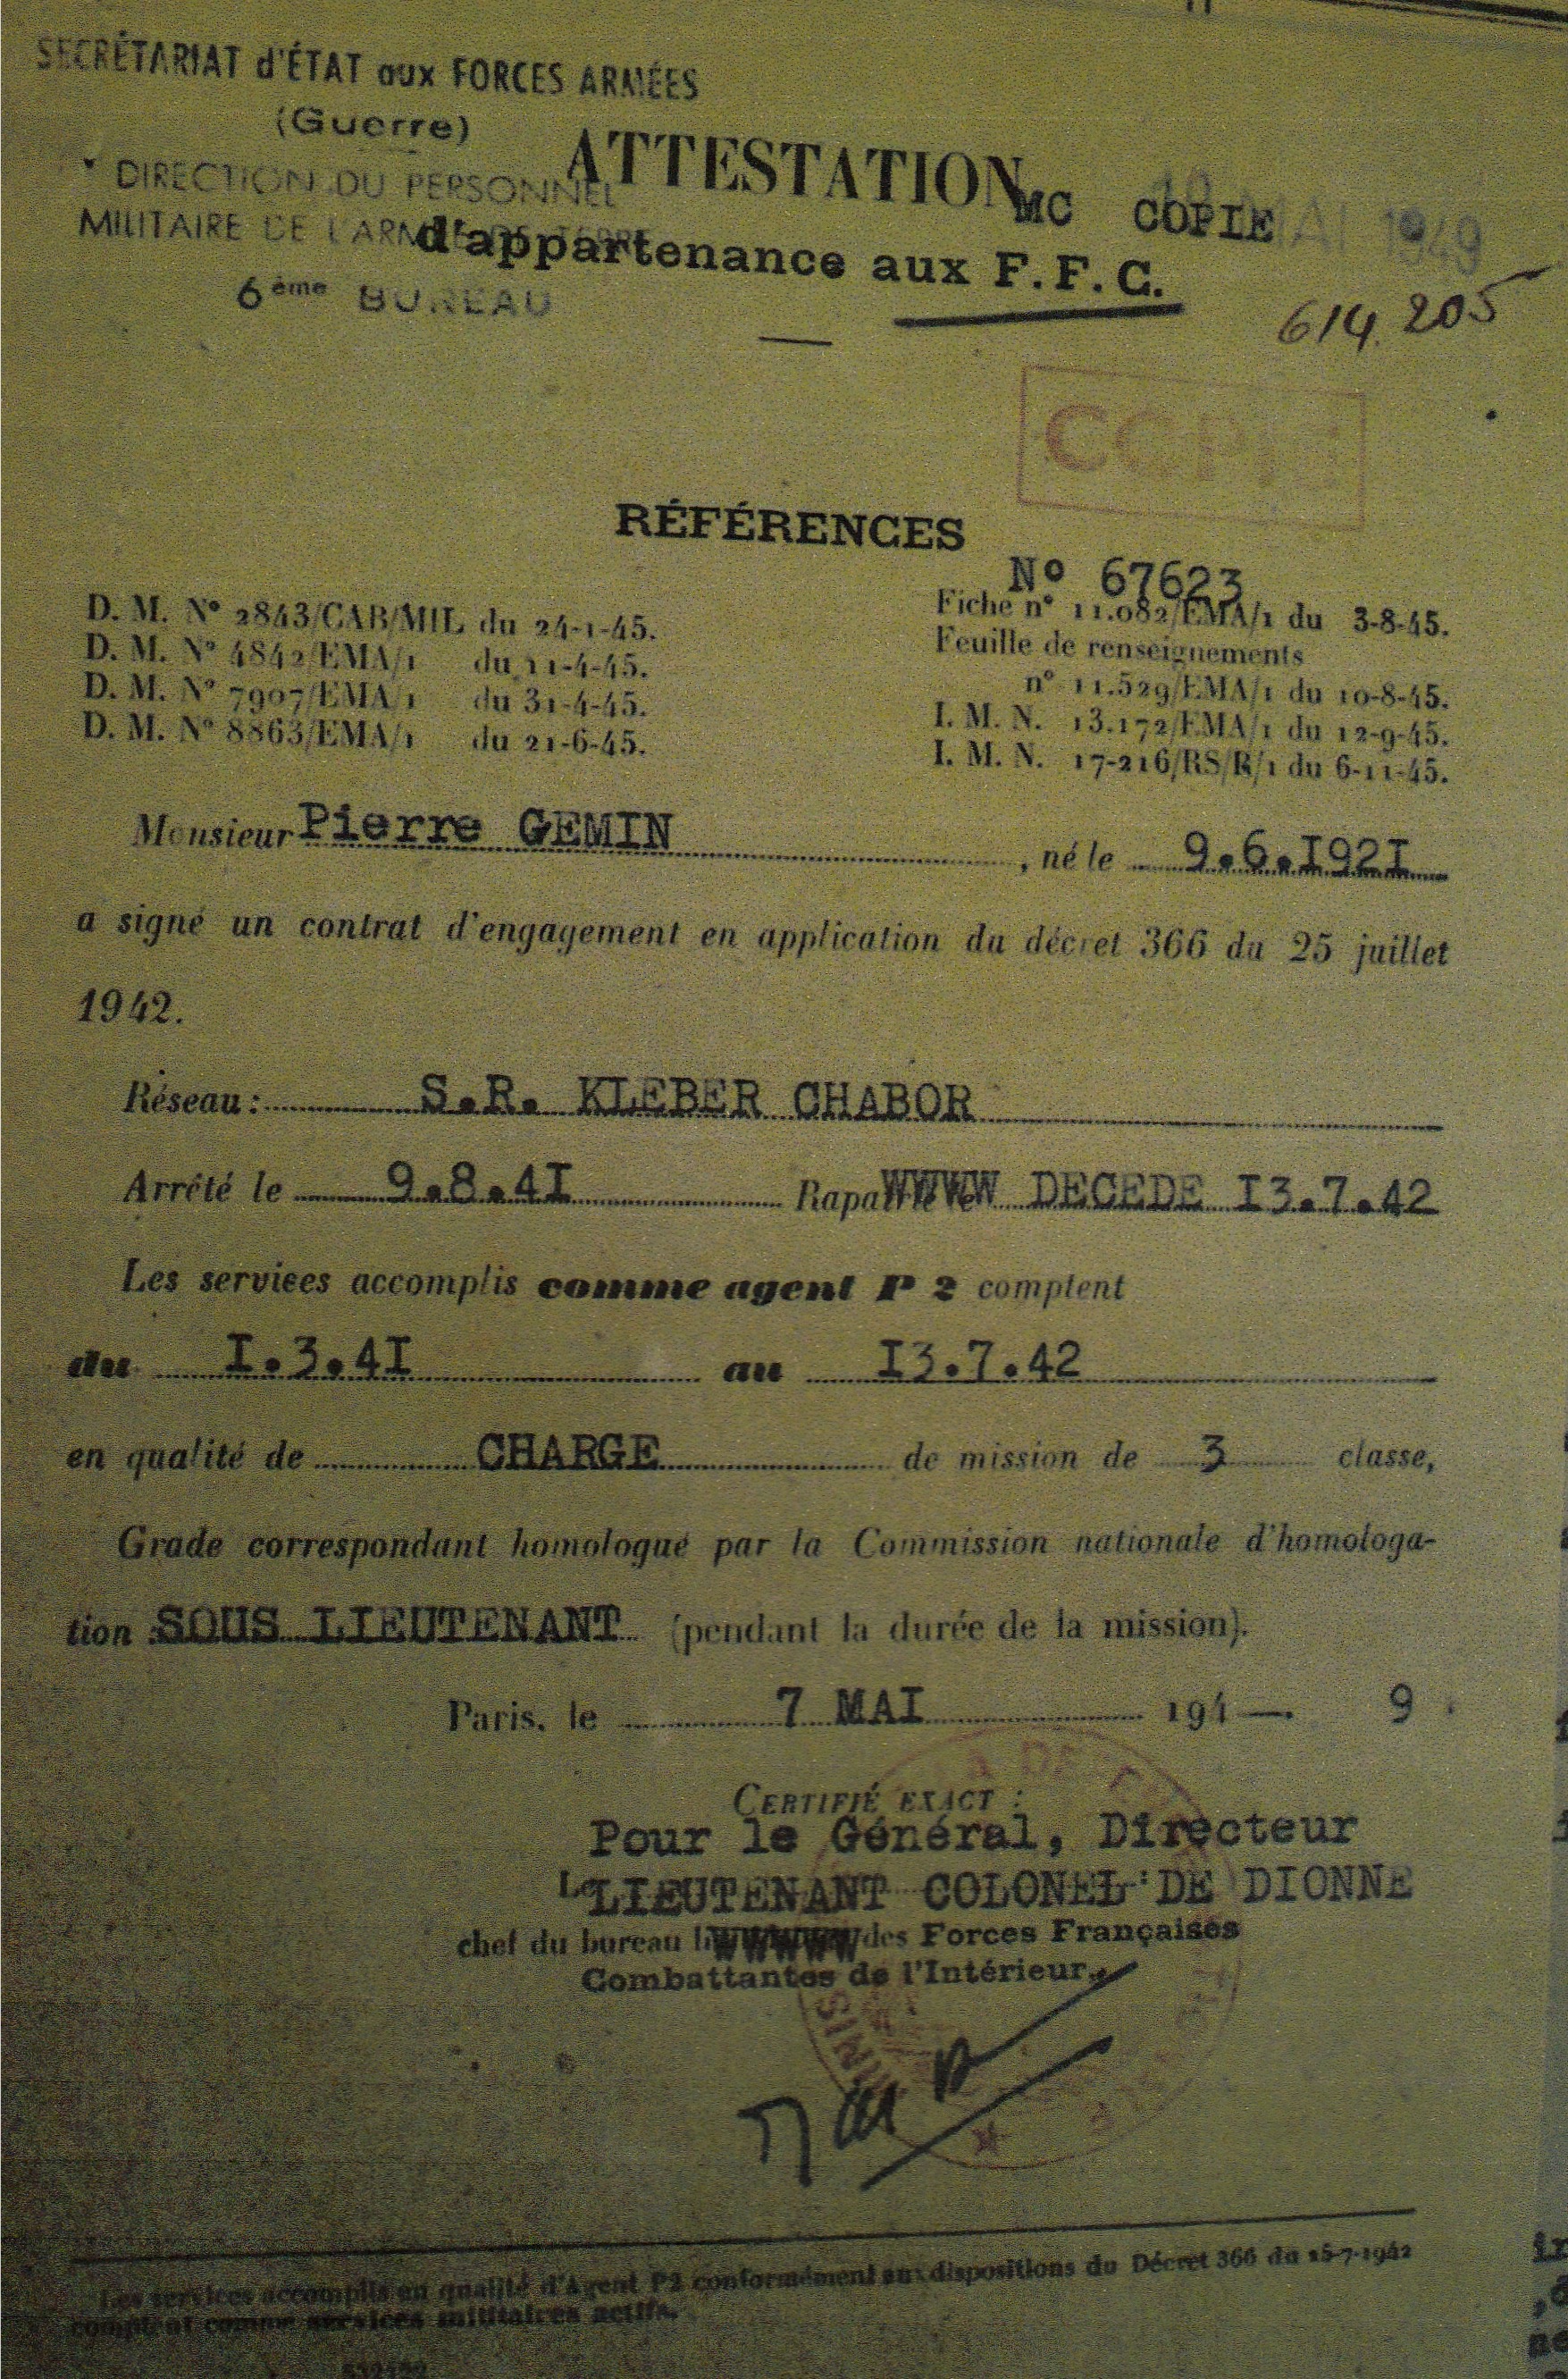 SECRÉTARIAT d'ÉTAT aux FORCES ARMÉES
(Guerre)
DIRECTION DU PERSONNEL
MILITAIRE DE L'ARMÉE DE TERRE
6ème BUREAU
ATTESTATION
MC COPIE
MAI 1949
d'appartenance aux F.F.C.
614.205
COPIE
RÉFÉRENCES
N° 67623
D. M. N° 2843/CAB/MIL du 24-1-45.
D. M. N° 4842/EMA/1 du 11-4-45.
D. M. N° 7907/EMA/1 du 31-4-45.
D. M. N° 8863/EMA/1 du 21-6-45.
Fiche n° 11.082/EMA/1 du 3-8-45.
Feuille de renseignements
n° 11.529/EMA/1 du 10-8-45.
I. M. N. 13.172/EMA/1 du 12-9-45.
I. M. N. 17-216/RS/R/1 du 6-11-45.
Monsieur Pierre GEMIN, né le 9.6.I92I
a signé un contrat d'engagement en application du décret 366 du 25 juillet
1942.
Réseau: S.R. KLEBER CHABOR
Arrêté le 9.8.4I Rapatrié le DECEDE I3.7.42
Les services accomplis comme agent P 2 comptent
du I.3.4I au I3.7.42
en qualité de CHARGE de mission de 3 classe,
Grade correspondant homologué par la Commission nationale d'homologa-
tion SOUS LIEUTENANT (pendant la durée de la mission).
Paris, le 7 MAI 194—. 9
CERTIFIÉ EXACT :
Pour le Général, Directeur
Le LIEUTENANT COLONEL DE DIONNE
chef du bureau des Forces Françaises
Combattantes de l'Intérieur,
Les services accomplis en qualité d'Agent P2 conformément aux dispositions du Décret 366 du 25-7-1942
comptent comme services militaires actifs.